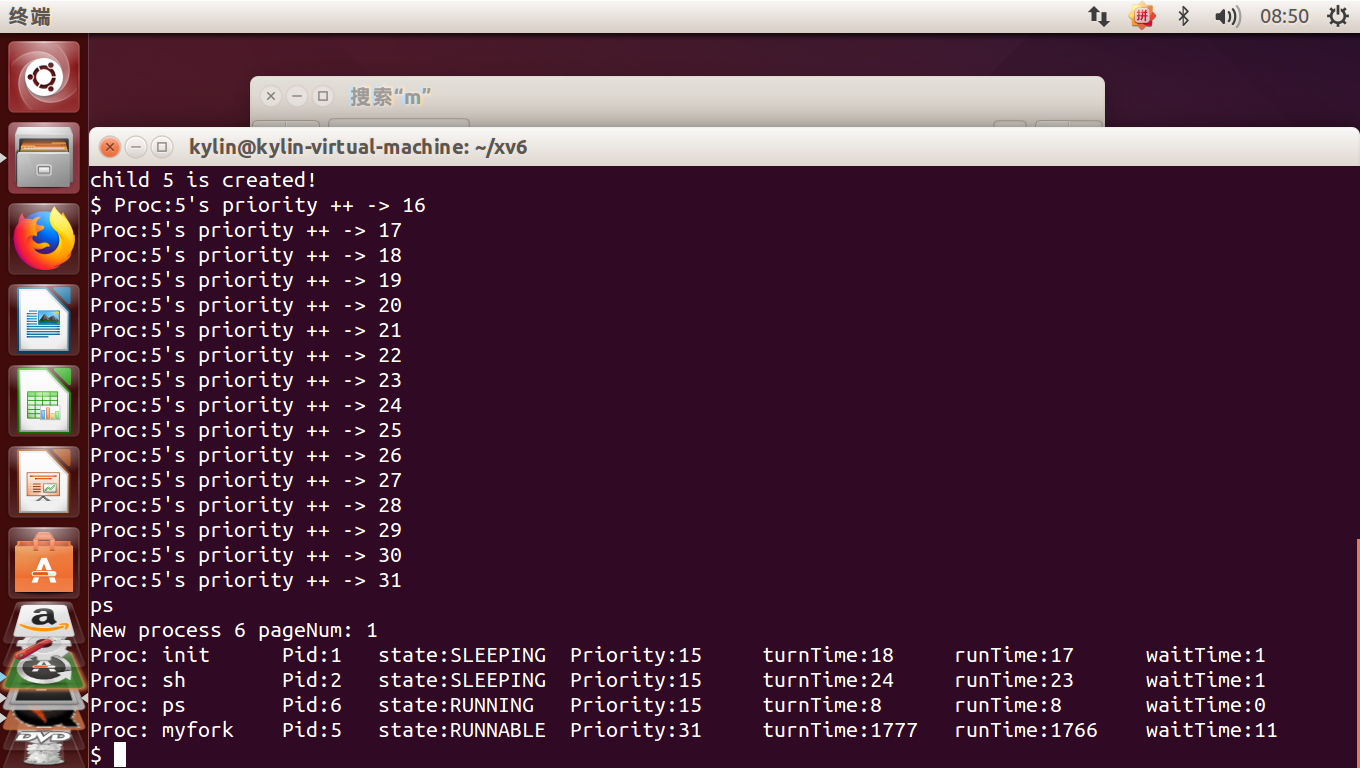 终端
拼
08:50
搜索“m”
kylin@kylin-virtual-machine: ~/xv6
child 5 is created!
$ Proc:5's priority ++ -> 16
Proc:5's priority ++ -> 17
Proc:5's priority ++ -> 18
Proc:5's priority ++ -> 19
Proc:5's priority ++ -> 20
Proc:5's priority ++ -> 21
Proc:5's priority ++ -> 22
Proc:5's priority ++ -> 23
Proc:5's priority ++ -> 24
Proc:5's priority ++ -> 25
Proc:5's priority ++ -> 26
Proc:5's priority ++ -> 27
Proc:5's priority ++ -> 28
Proc:5's priority ++ -> 29
Proc:5's priority ++ -> 30
Proc:5's priority ++ -> 31
ps
New process 6 pageNum: 1
Proc: init Pid:1 state:SLEEPING Priority:15 turnTime:18 runTime:17 waitTime:1
Proc: sh Pid:2 state:SLEEPING Priority:15 turnTime:24 runTime:23 waitTime:1
Proc: ps Pid:6 state:RUNNING Priority:15 turnTime:8 runTime:8 waitTime:0
Proc: myfork Pid:5 state:RUNNABLE Priority:31 turnTime:1777 runTime:1766 waitTime:11
$
a
A
DVD